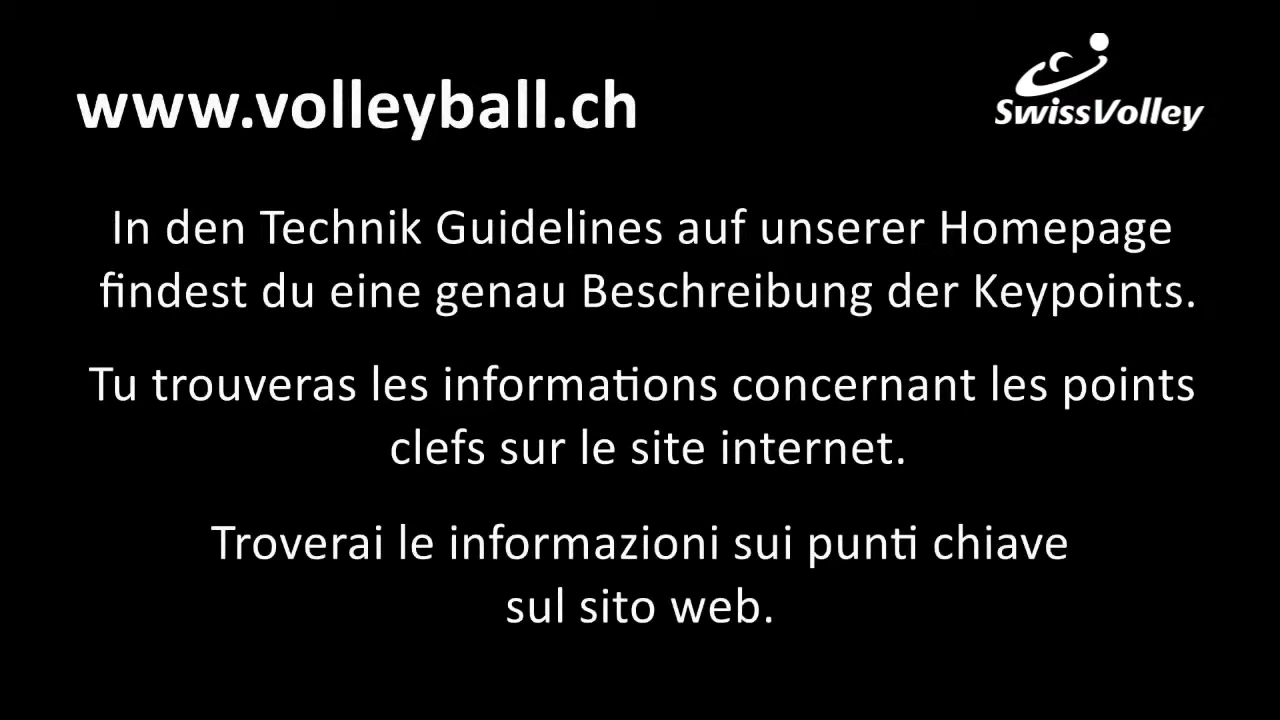 www.volleyball.ch
SwissVolley
In den Technik Guidelines auf unserer Homepage
findest du eine genau Beschreibung der Keypoints.
Tu trouveras les informations concernant les points
clefs sur le site internet.
Troverai le informazioni sui punti chiave
sul sito web.